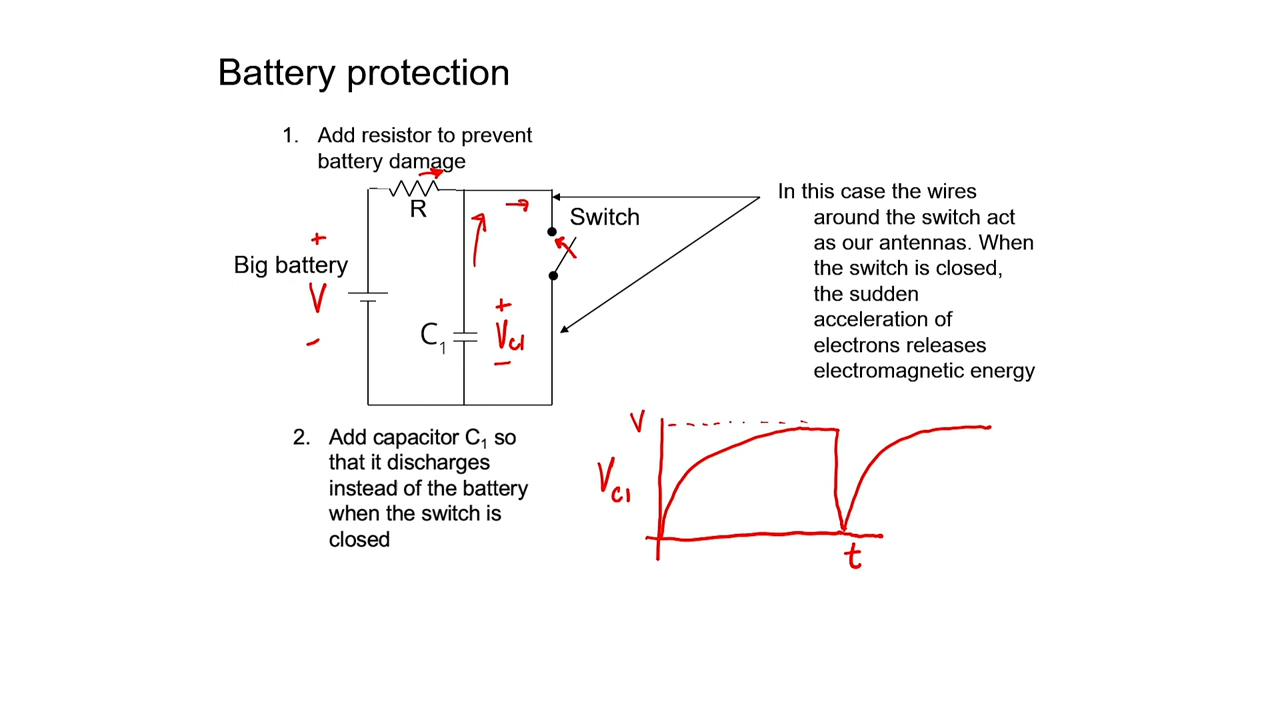 Battery protection
1. Add resistor to prevent
battery damage
R
Switch
+
Big battery
V
-
C1
+
VC1
-
In this case the wires
around the switch act
as our antennas. When
the switch is closed,
the sudden
acceleration of
electrons releases
electromagnetic energy
2. Add capacitor C1 so
that it discharges
instead of the battery
when the switch is
closed
V
VC1
t